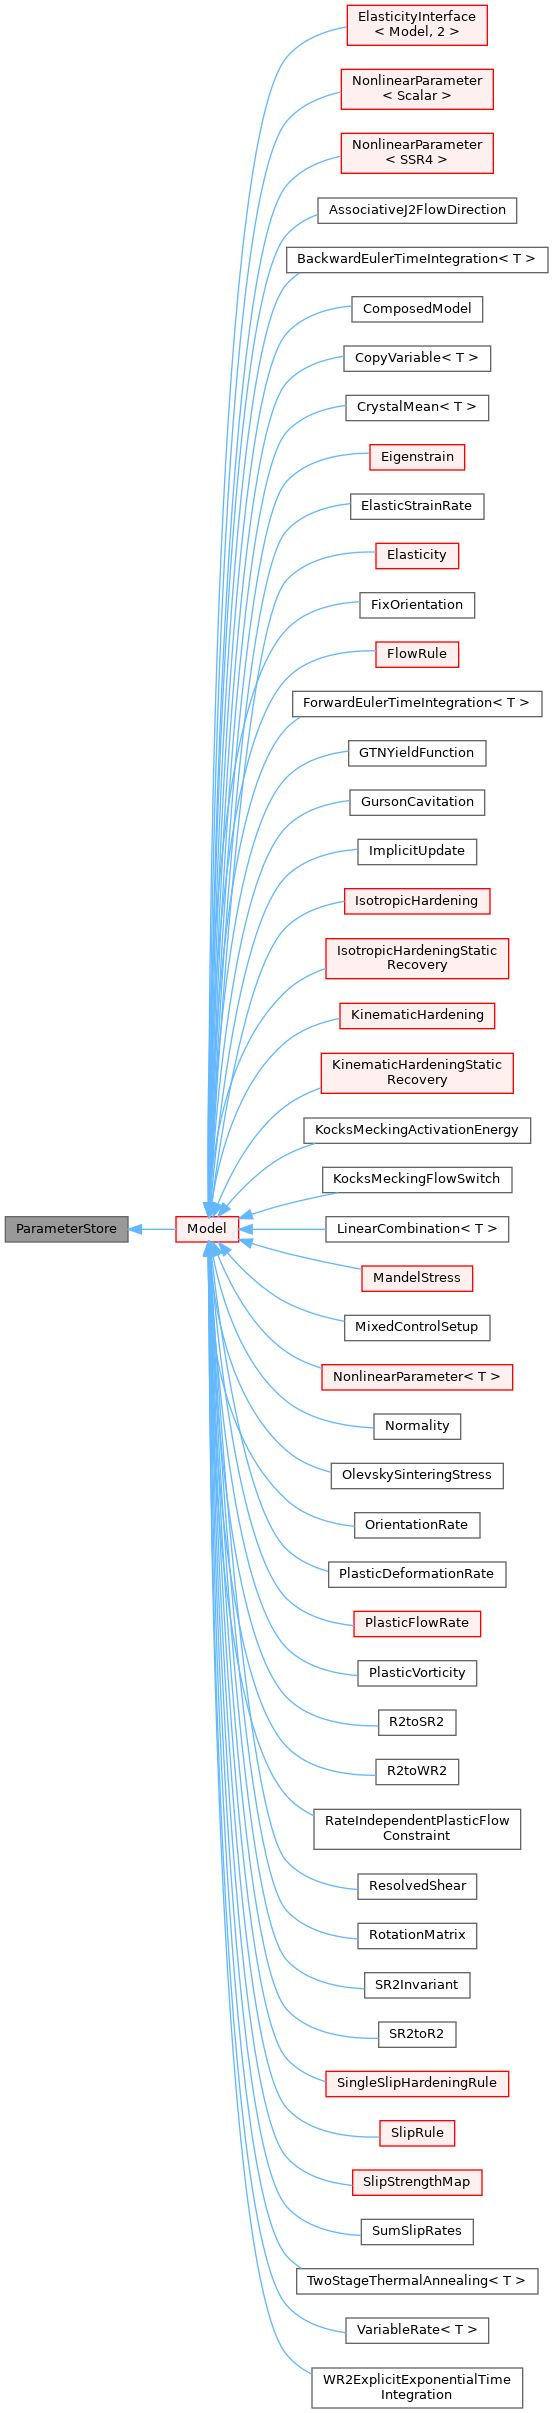 ElasticityInterface
< Model, 2 >
NonlinearParameter
< Scalar >
NonlinearParameter
< SSR4 >
AssociativeJ2FlowDirection
BackwardEulerTimeIntegration< T >
ComposedModel
CopyVariable< T >
CrystalMean< T >
Eigenstrain
ElasticStrainRate
Elasticity
FixOrientation
FlowRule
ForwardEulerTimeIntegration< T >
GTNYieldFunction
GursonCavitation
ImplicitUpdate
IsotropicHardening
IsotropicHardeningStatic
Recovery
KinematicHardening
KinematicHardeningStatic
Recovery
KocksMeckingActivationEnergy
KocksMeckingFlowSwitch
ParameterStore
Model
LinearCombination< T >
MandelStress
MixedControlSetup
NonlinearParameter< T >
Normality
OlevskySinteringStress
OrientationRate
PlasticDeformationRate
PlasticFlowRate
PlasticVorticity
R2toSR2
R2toWR2
RateIndependentPlasticFlow
Constraint
ResolvedShear
RotationMatrix
SR2Invariant
SR2toR2
SingleSlipHardeningRule
SlipRule
SlipStrengthMap
SumSlipRates
TwoStageThermalAnnealing< T >
VariableRate< T >
WR2ExplicitExponentialTime
Integration